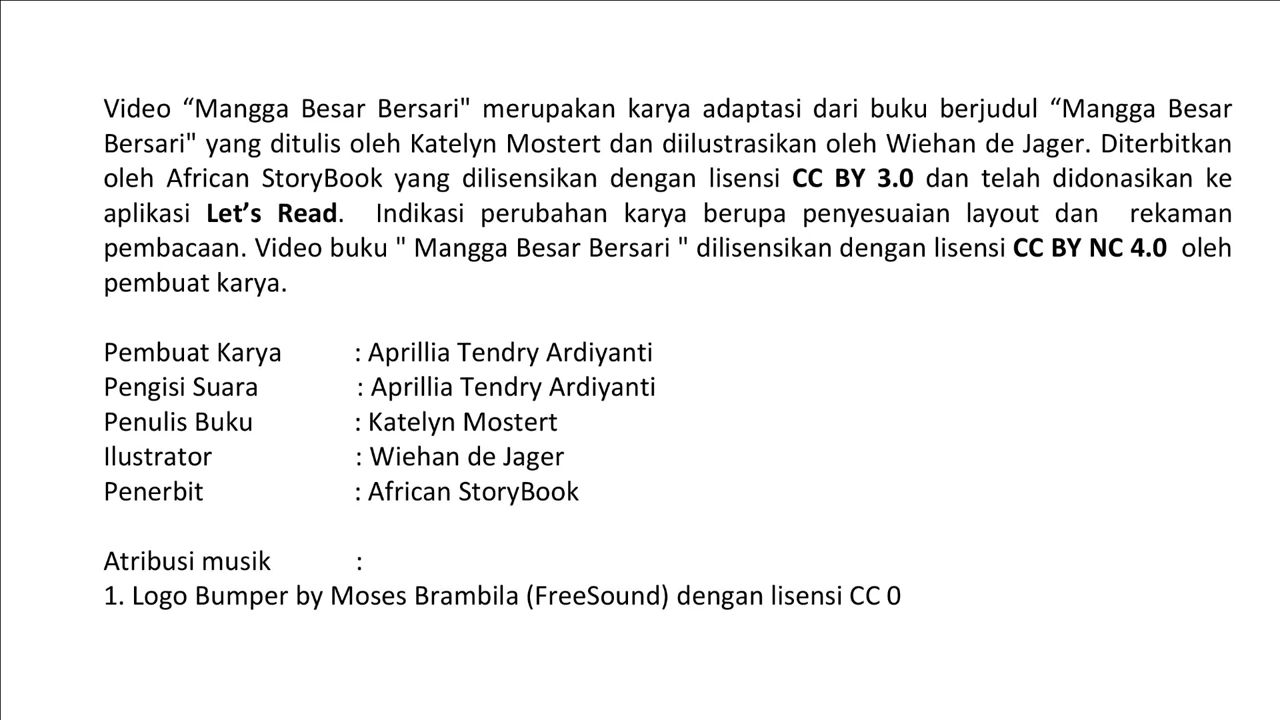 Video “Mangga Besar Bersari" merupakan karya adaptasi dari buku berjudul “Mangga Besar
Bersari" yang ditulis oleh Katelyn Mostert dan diilustrasikan oleh Wiehan de Jager. Diterbitkan
oleh African StoryBook yang dilisensikan dengan lisensi CC BY 3.0 dan telah didonasikan ke
aplikasi Let’s Read. Indikasi perubahan karya berupa penyesuaian layout dan rekaman
pembacaan. Video buku " Mangga Besar Bersari " dilisensikan dengan lisensi CC BY NC 4.0 oleh
pembuat karya.
Pembuat Karya : Aprillia Tendry Ardiyanti
Pengisi Suara : Aprillia Tendry Ardiyanti
Penulis Buku : Katelyn Mostert
Ilustrator : Wiehan de Jager
Penerbit : African StoryBook
Atribusi musik :
1. Logo Bumper by Moses Brambila (FreeSound) dengan lisensi CC 0